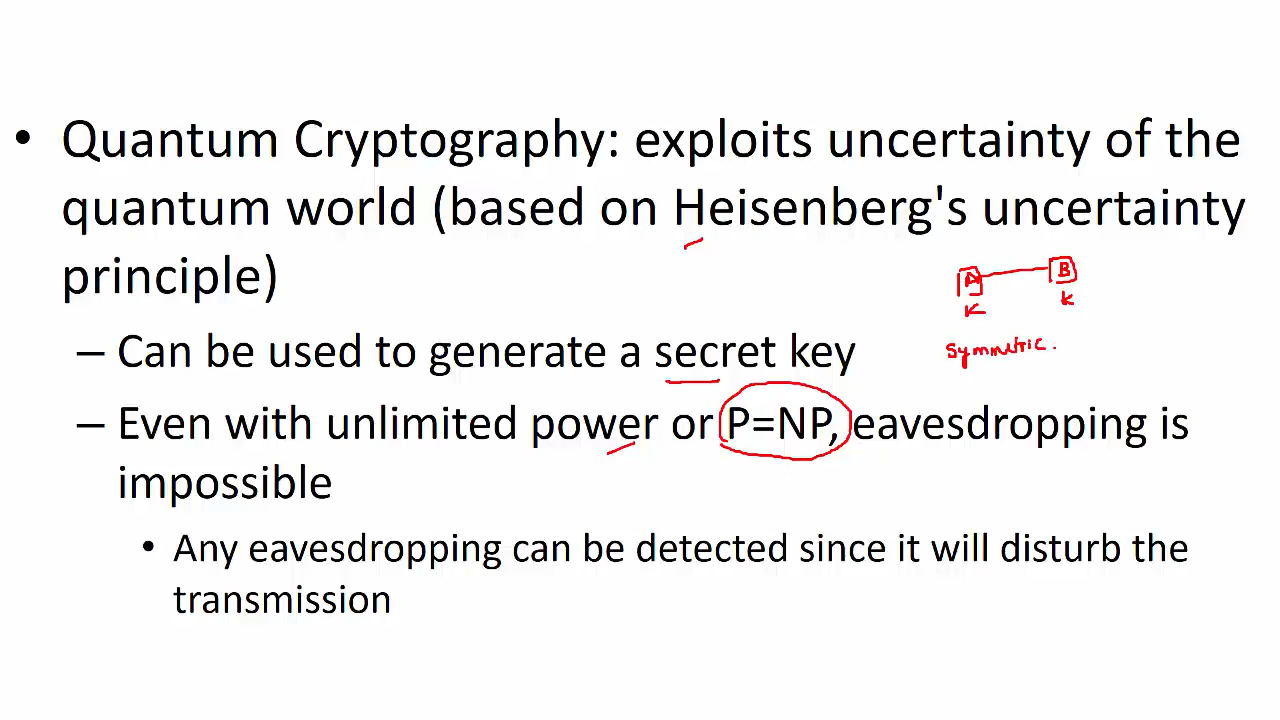 • Quantum Cryptography: exploits uncertainty of the
quantum world (based on Heisenberg's uncertainty
principle)
A B
K K
– Can be used to generate a secret key
symmetric.
– Even with unlimited power or P=NP, eavesdropping is
impossible
• Any eavesdropping can be detected since it will disturb the
transmission